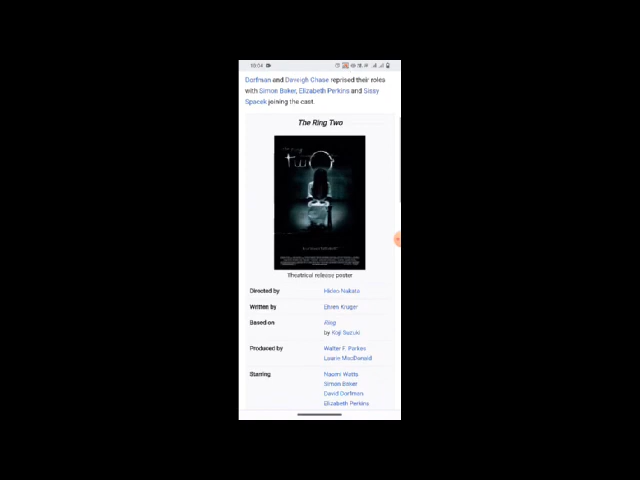 Dorfman and Daveigh Chase reprised their roles
with Simon Baker, Elizabeth Perkins and Sissy
Spacek joining the cast.
The Ring Two
two
Theatrical release poster
Directed by Hideo Nakata
Written by Ehren Kruger
Based on Ring
by Koji Suzuki
Produced by Walter F. Parkes
Laurie MacDonald
Starring Naomi Watts
Simon Baker
David Dorfman
Elizabeth Perkins